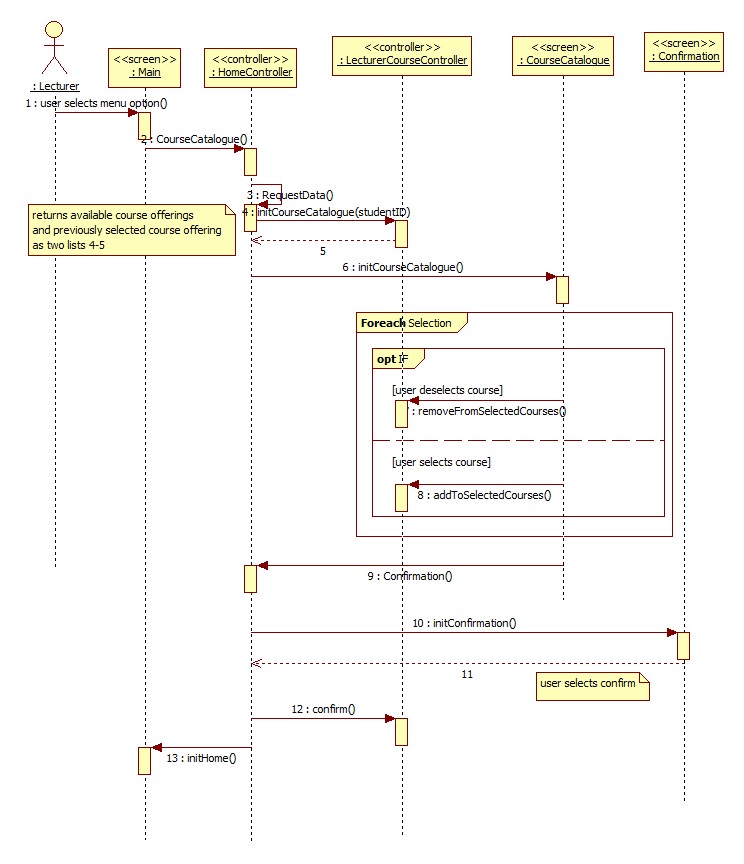 <<controller>>
: LecturerCourseController
<<screen>>
: CourseCatalogue
<<screen>>
: Confirmation
<<screen>>
: Main
<<controller>>
: HomeController
: Lecturer
1 : user selects menu option()
2 : CourseCatalogue()
3 : RequestData()
4 : initCourseCatalogue(studentID)
returns available course offerings
and previously selected course offering
as two lists 4-5
5
6 : initCourseCatalogue()
Foreach Selection
opt IF
[user deselects course]
: removeFromSelectedCourses()
[user selects course]
8 : addToSelectedCourses()
9 : Confirmation()
10 : initConfirmation()
11
user selects confirm
12 : confirm()
13 : initHome()